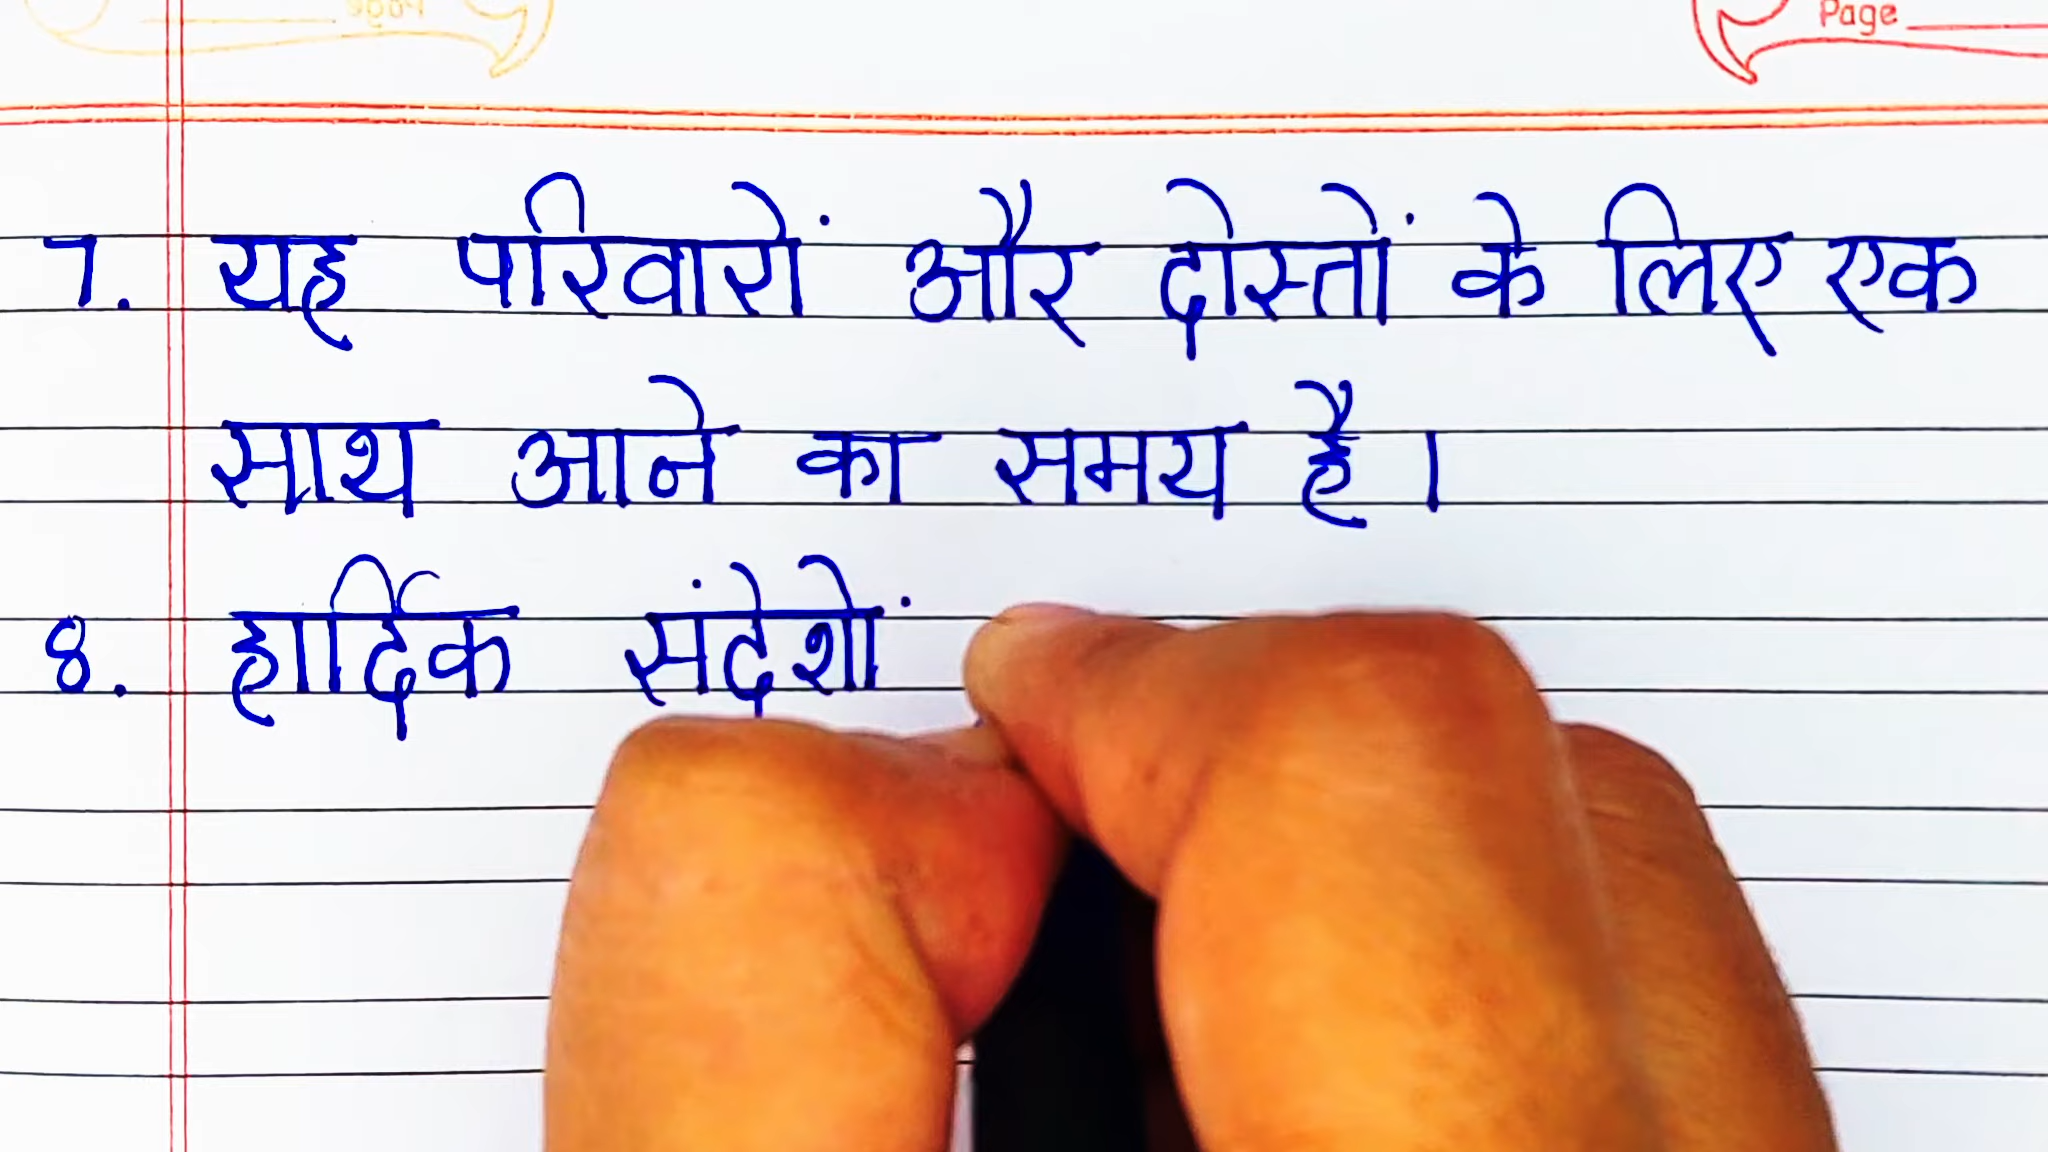 Page
7. यह परिवारों और दोस्तों के लिए एक
साथ आने का समय है।
8. हार्दिक संदेशों